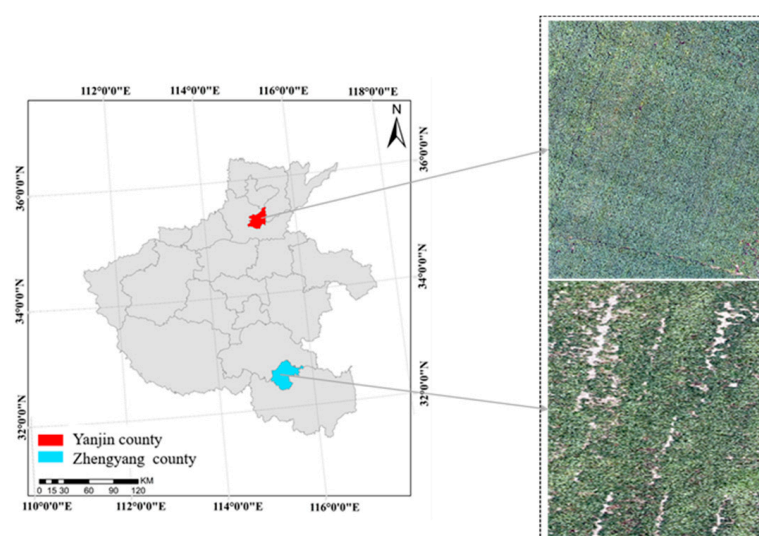 112°0'0"E 114°0'0"E 116°0'0"E 118°0'0"E
N
36°0'0"N
36°0'0"N
34°0'0"N
34°0'0"N
32°0'0"N
32°0'0"N
Yanjin county
Zhengyang county
KM
0 15 30 60 90 120
110°0'0"E 112°0'0"E 114°0'0"E 116°0'0"E